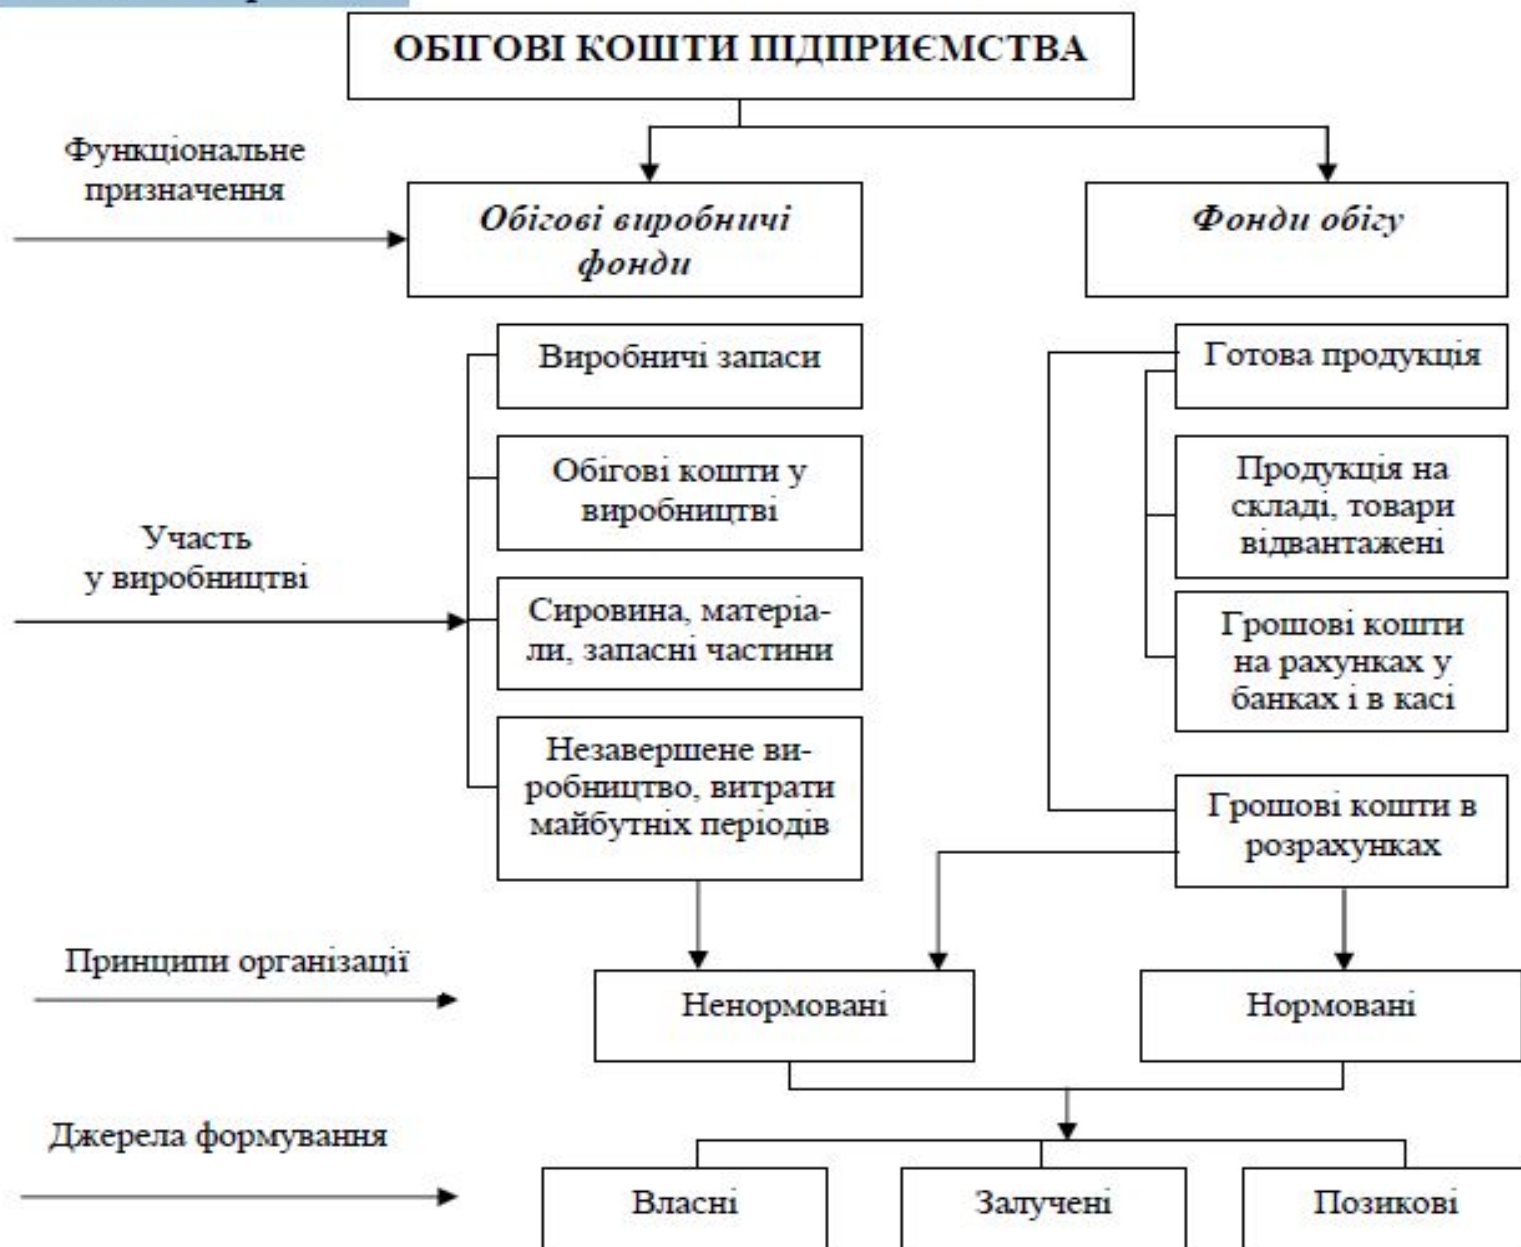 ОБІГОВІ КОШТИ ПІДПРИЄМСТВА
Функціональне
призначення
Обігові виробничі
фонди
Фонди обігу
Виробничі запаси
Готова продукція
Обігові кошти у
виробництві
Продукція на
складі, товари
відвантажені
Участь
у виробництві
Сировина, матеріа-
ли, запасні частини
Грошові кошти
на рахунках у
банках і в касі
Незавершене ви-
робництво, витрати
майбутніх періодів
Грошові кошти в
розрахунках
Принципи організації
Ненормовані
Нормовані
Джерела формування
Власні
Залучені
Позикові